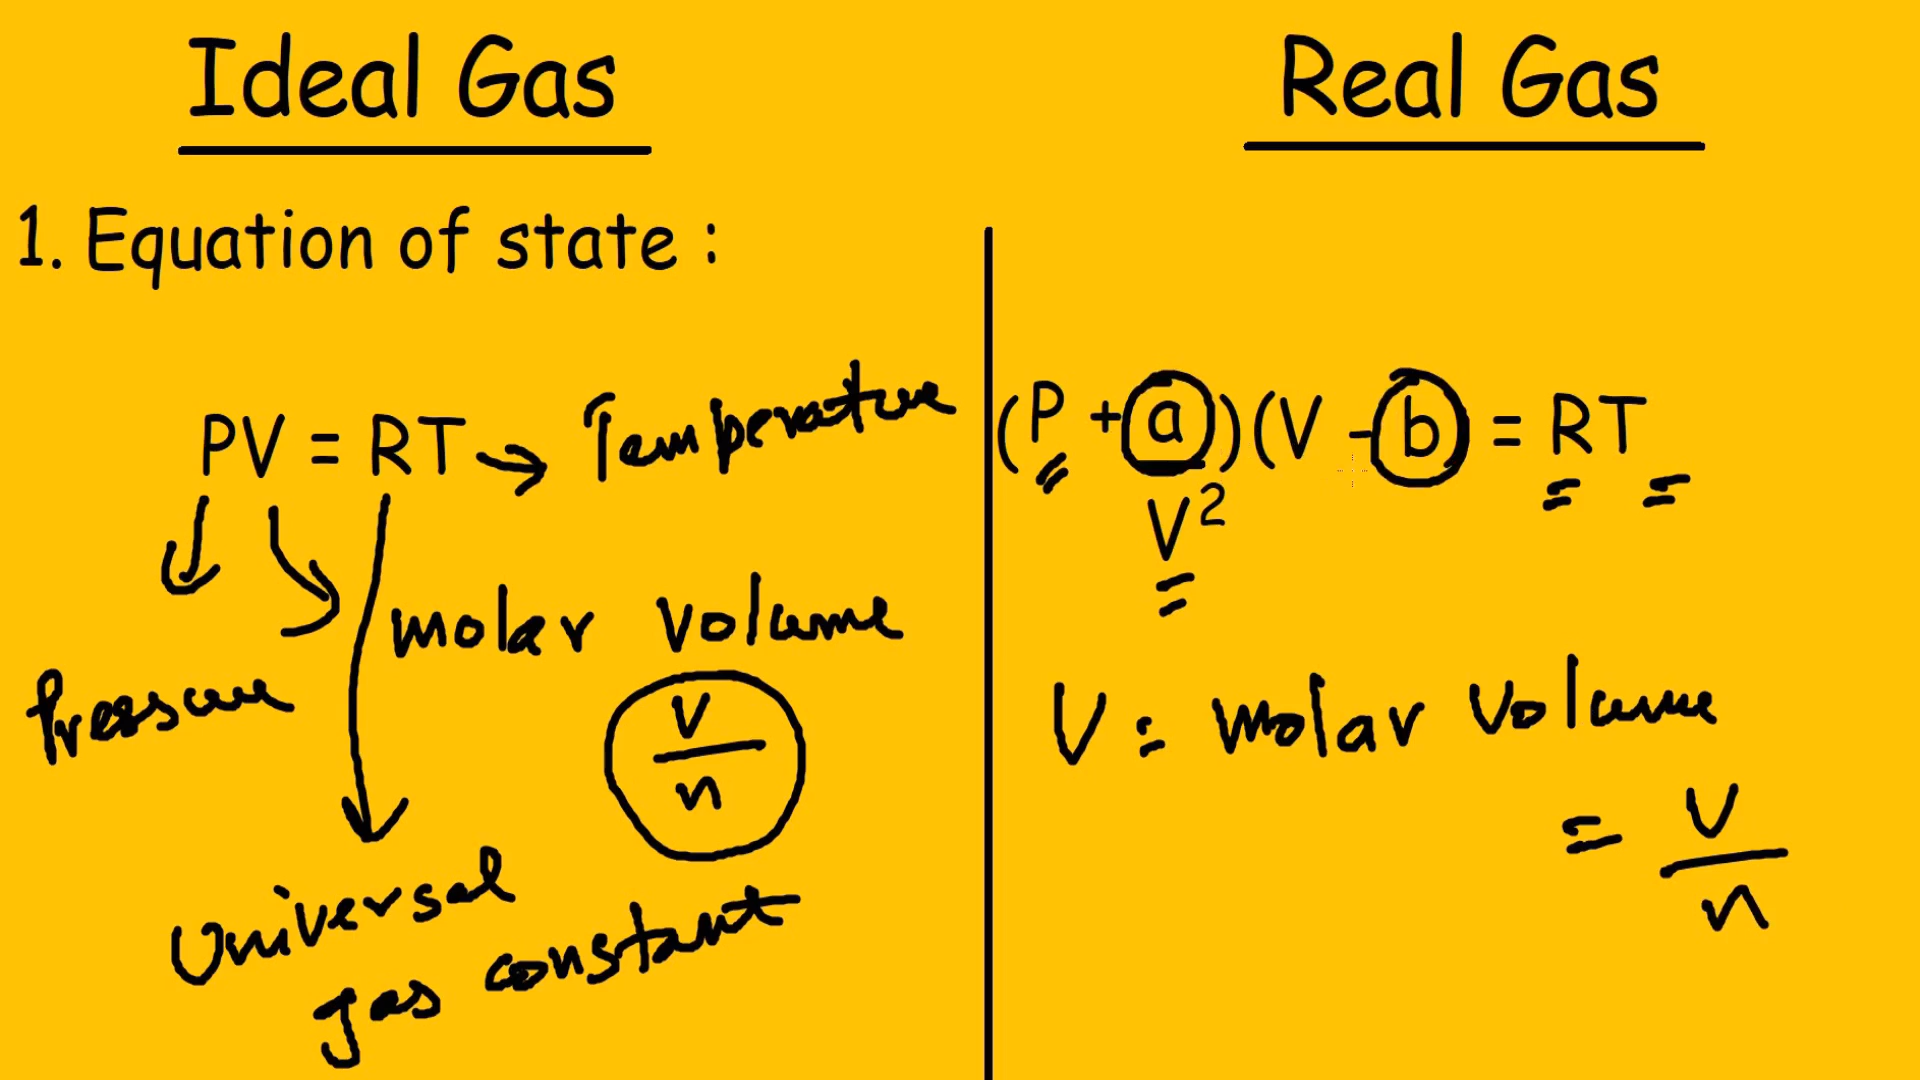 Ideal Gas
Real Gas
1. Equation of state :
PV = RT → Temperature
Pressure
molar volume
V
n
Universal
gas constant
(P + a)(V - b) = RT
V²
V = molar volume
= V
n